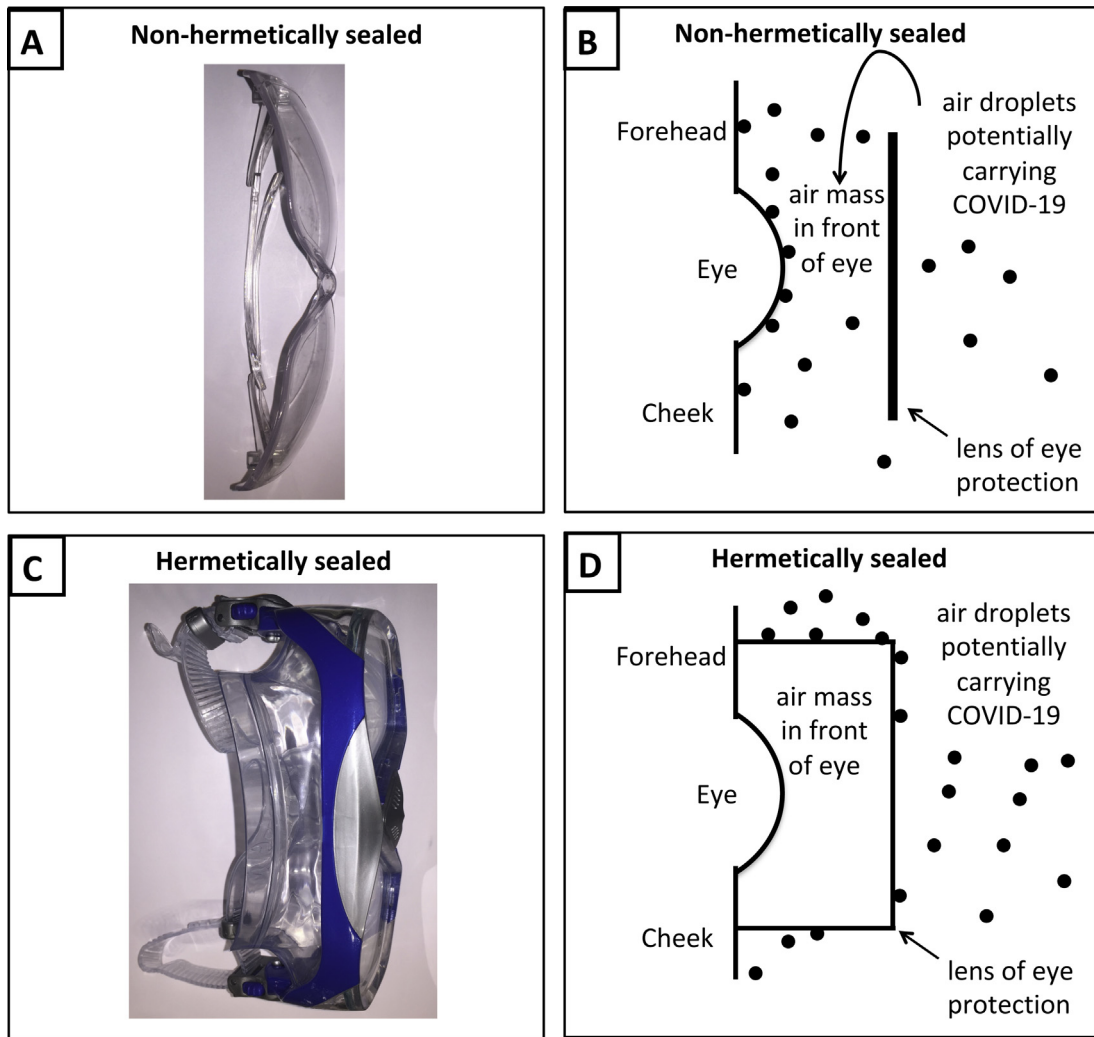 A
Non-hermetically sealed
B
Non-hermetically sealed
Forehead
air droplets
potentially
carrying
COVID-19
air mass
in front
of eye
Eye
Cheek
lens of eye
protection
C
Hermetically sealed
D
Hermetically sealed
Forehead
air droplets
potentially
carrying
COVID-19
air mass
in front
of eye
Eye
Cheek
lens of eye
protection